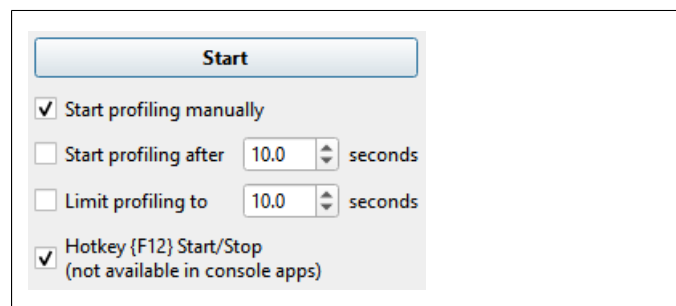 Start
Start profiling manually
Start profiling after 10.0 seconds
Limit profiling to 10.0 seconds
Hotkey {F12} Start/Stop
(not available in console apps)